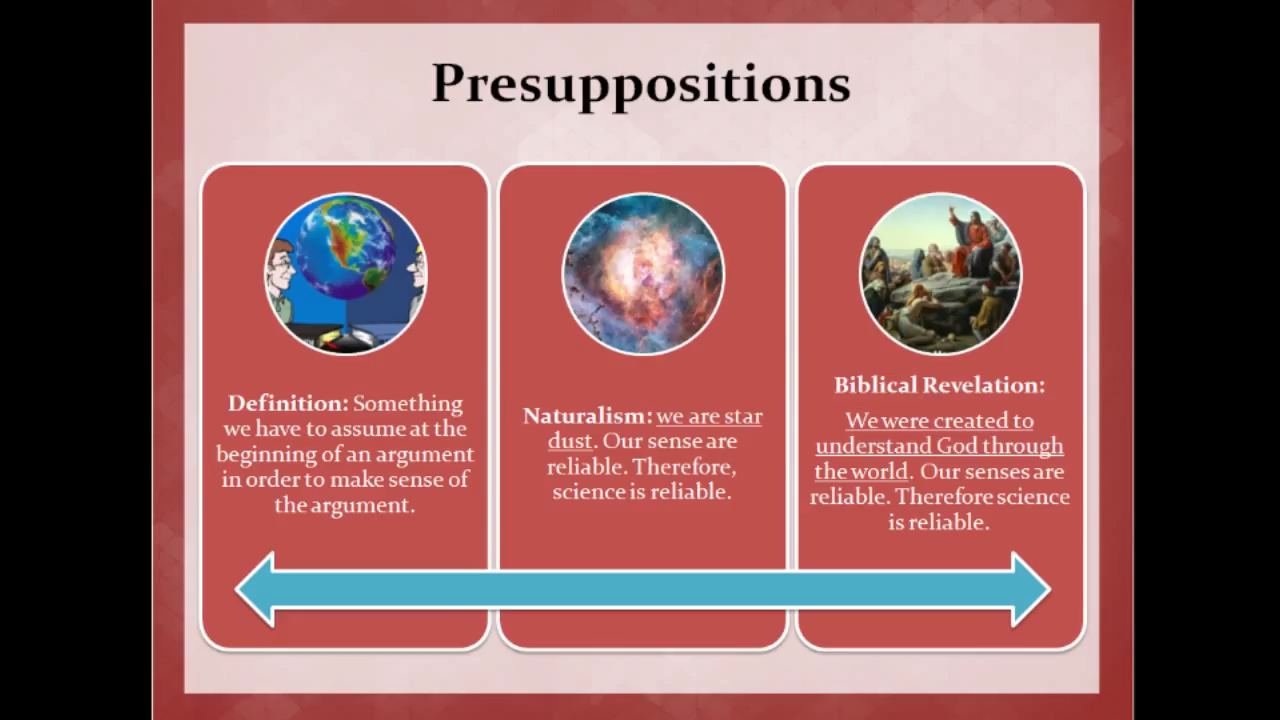 Presuppositions
Definition: Something
we have to assume at the
beginning of an argument
in order to make sense of
the argument.
Naturalism: we are star
dust. Our sense are
reliable. Therefore,
science is reliable.
Biblical Revelation:
We were created to
understand God through
the world. Our senses are
reliable. Therefore science
is reliable.